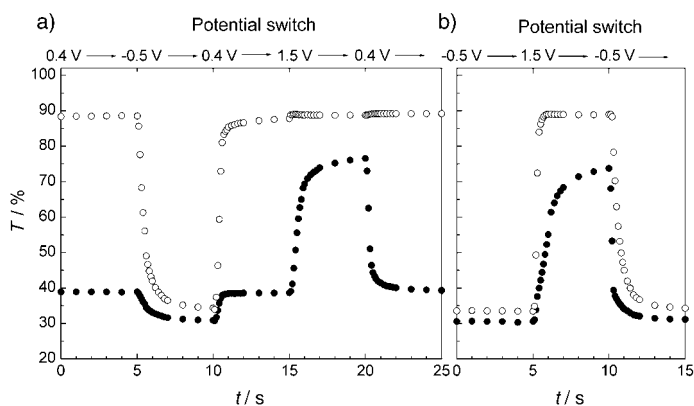 a)
Potential switch
0.4 V → -0.5 V → 0.4 V → 1.5 V → 0.4 V →
100
90
80
70
60
50
40
30
20
T / %
0 5 10 15 20 25
t / s
b)
Potential switch
-0.5 V → 1.5 V → -0.5 V →
0 5 10 15
t / s